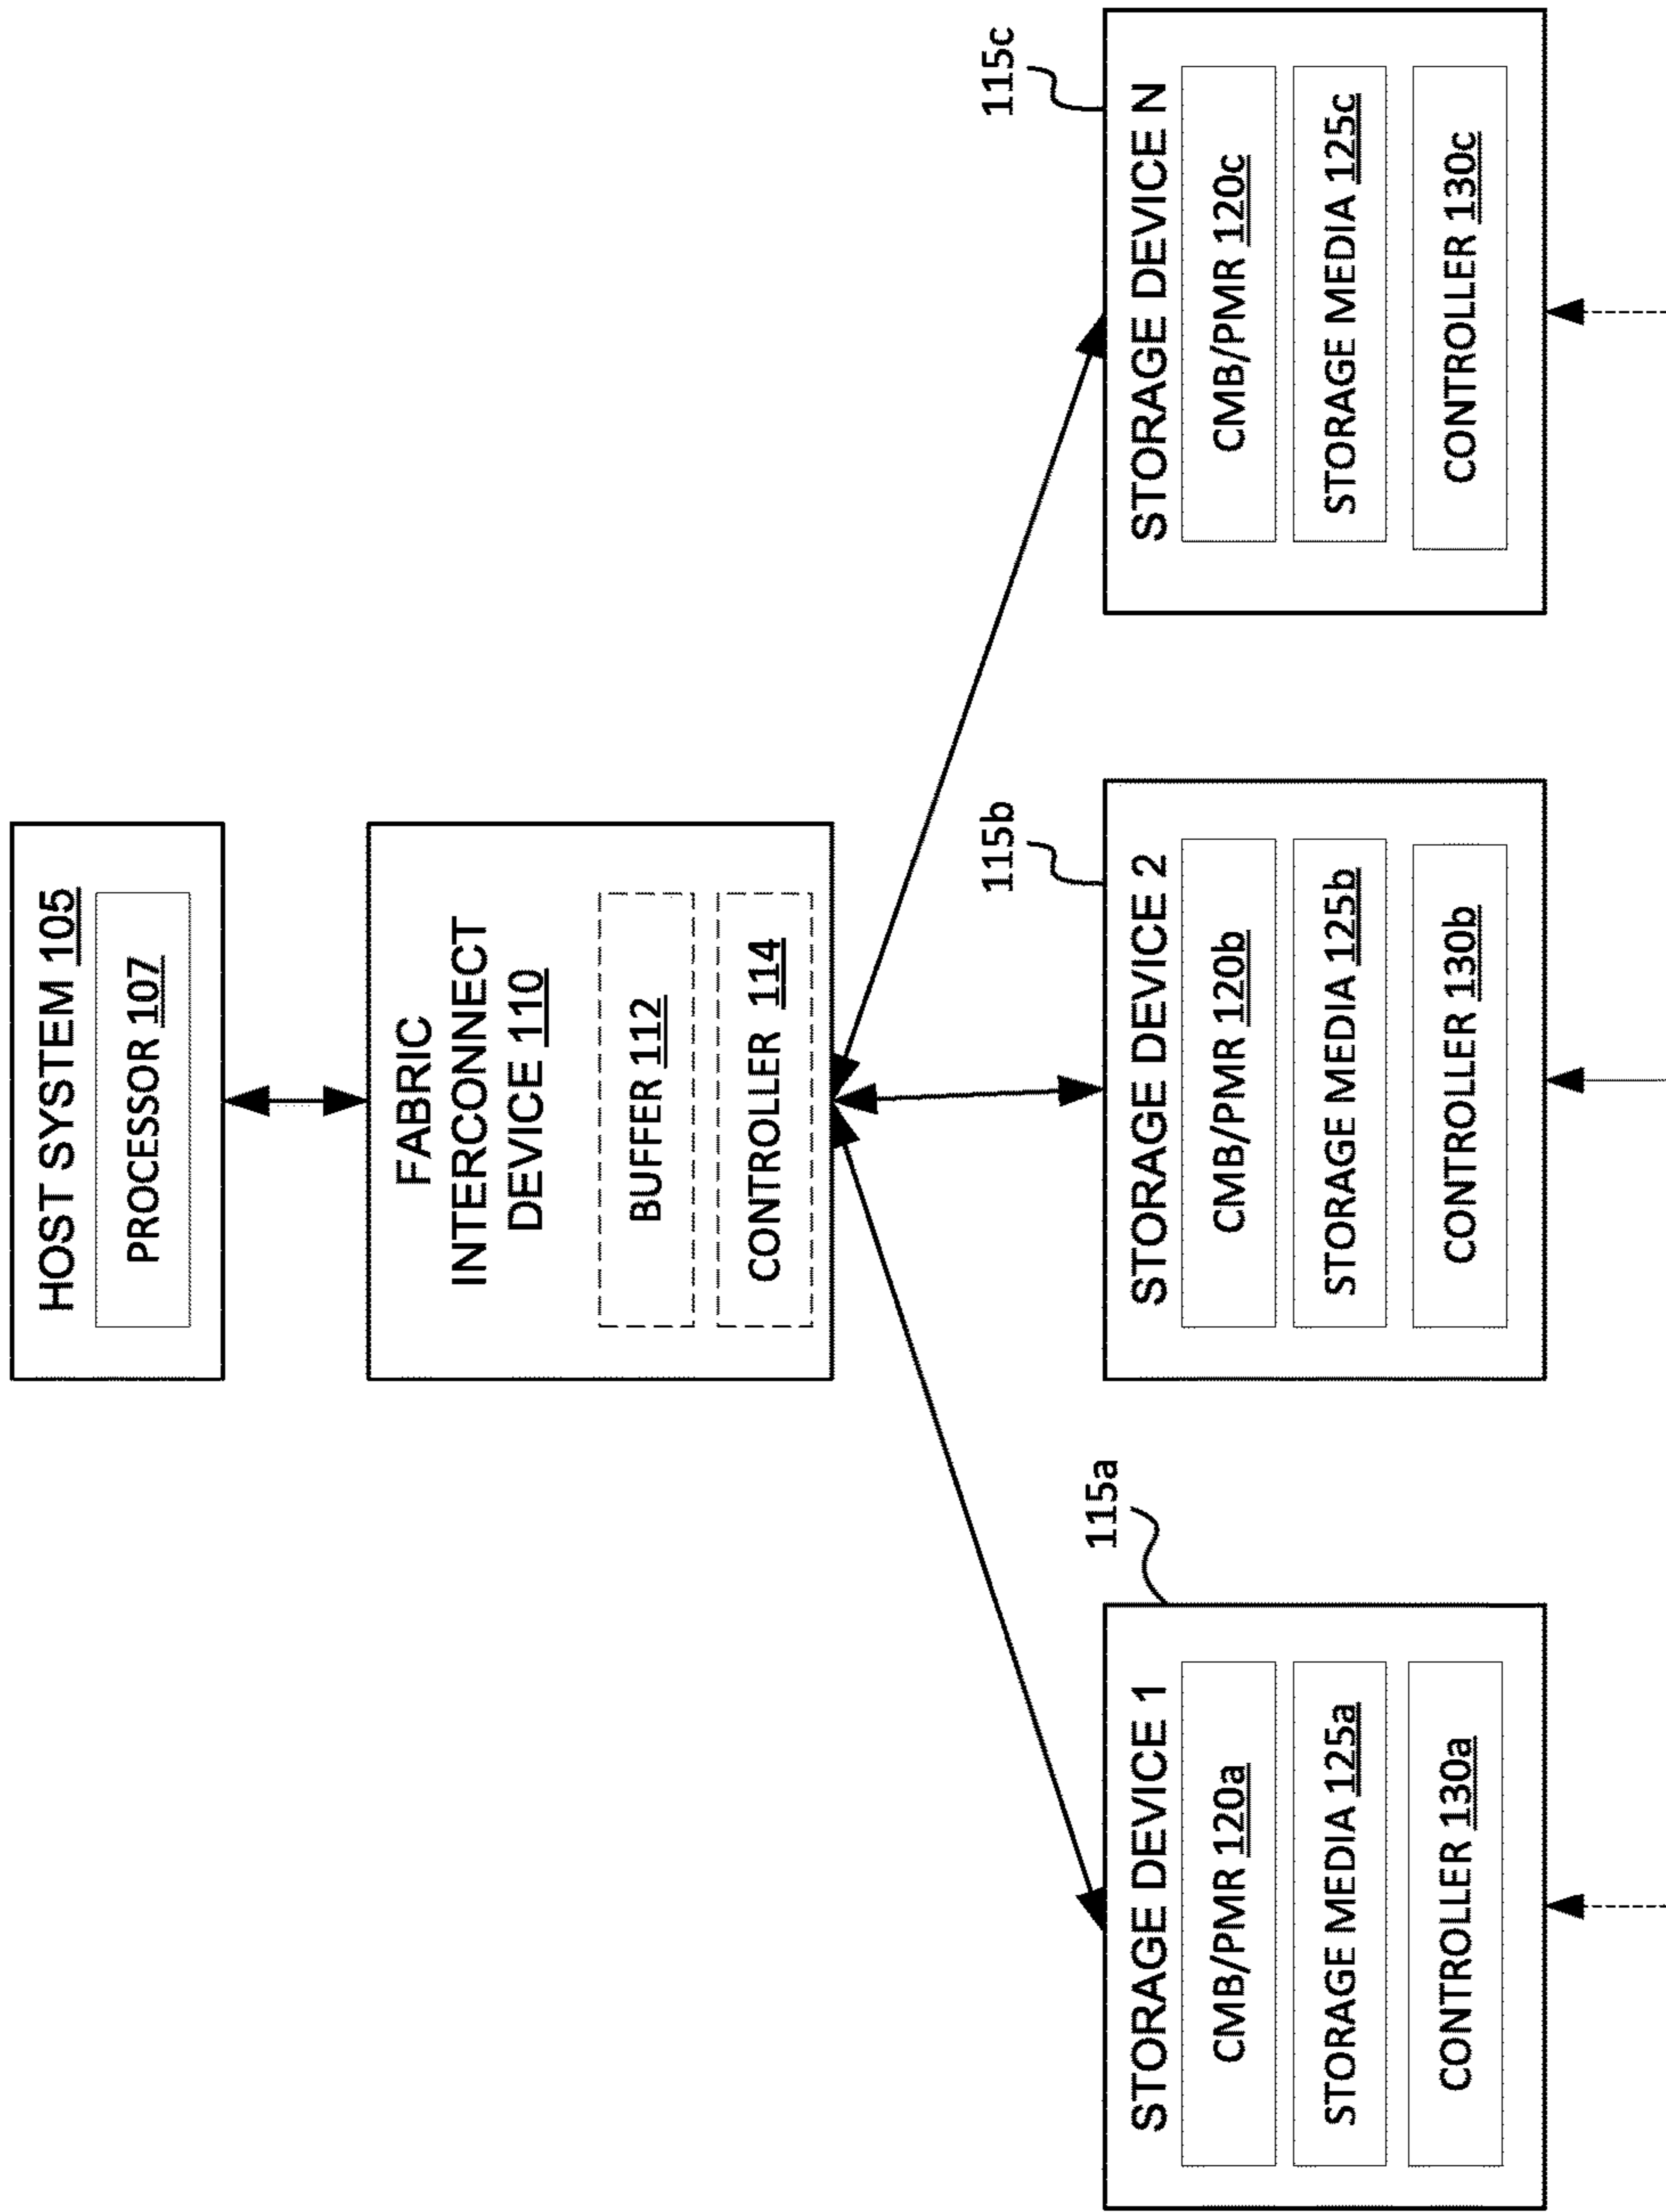 HOST SYSTEM 105
PROCESSOR 107
FABRIC
INTERCONNECT
DEVICE 110
BUFFER 112
CONTROLLER 114
115a
STORAGE DEVICE 1
CMB/PMR 120a
STORAGE MEDIA 125a
CONTROLLER 130a
115b
STORAGE DEVICE 2
CMB/PMR 120b
STORAGE MEDIA 125b
CONTROLLER 130b
115c
STORAGE DEVICE N
CMB/PMR 120c
STORAGE MEDIA 125c
CONTROLLER 130c